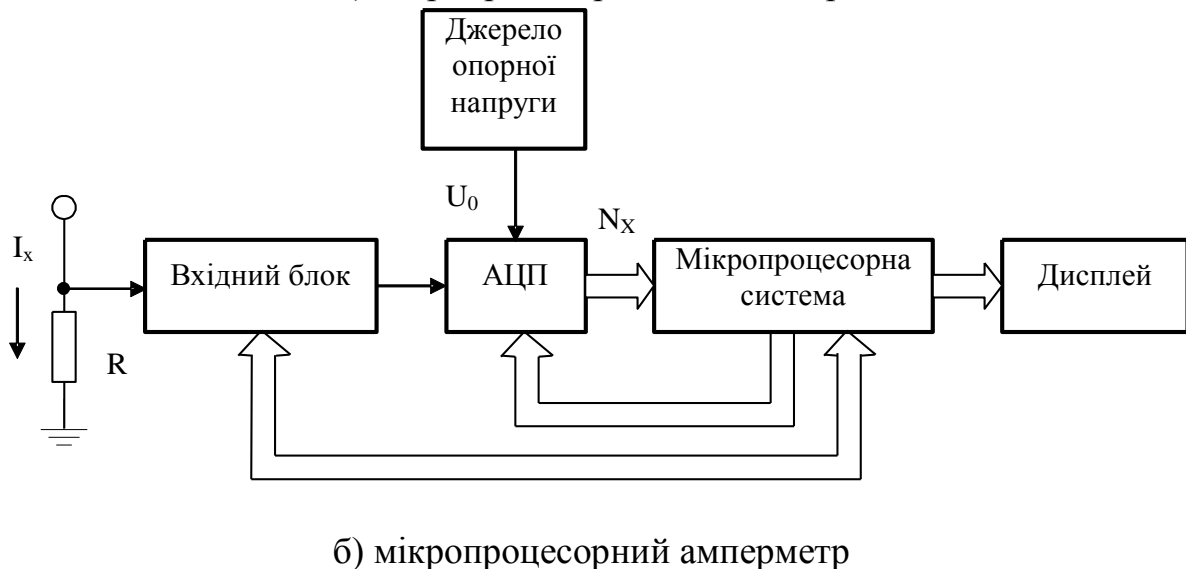 Джерело
опорної
напруги
U0
NX
Ix
Вхідний блок
АЦП
Мікропроцесорна
система
Дисплей
R
б) мікропроцесорний амперметр